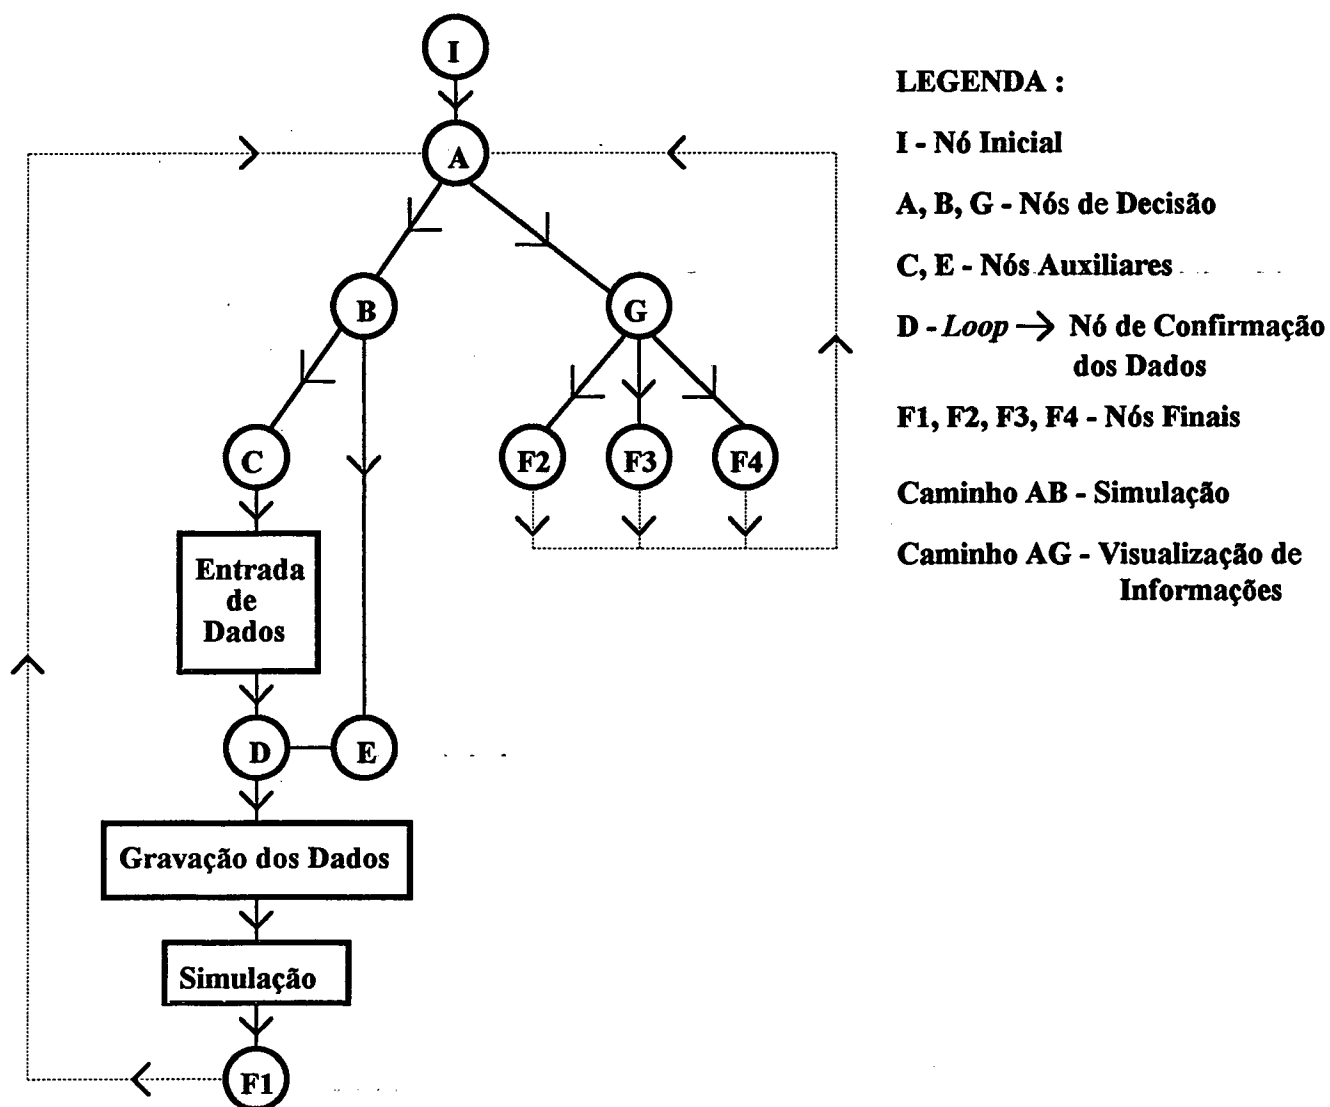 I
A
B
G
C
F2
F3
F4
Entrada
de
Dados
D
E
Gravação dos Dados
Simulação
F1
LEGENDA :
I - Nó Inicial
A, B, G - Nós de Decisão
C, E - Nós Auxiliares
D - Loop → Nó de Confirmação
dos Dados
F1, F2, F3, F4 - Nós Finais
Caminho AB - Simulação
Caminho AG - Visualização de
Informações